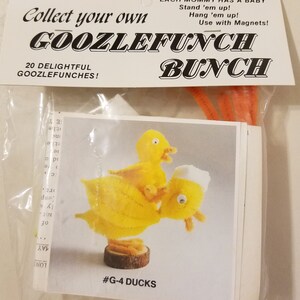 Collect your own
GOOZLEFUNCH
BUNCH
20 DELIGHTFUL
GOOZLEFUNCHES!
EACH MOMMY HAS A BABY
Stand 'em up!
Hang 'em up!
Use with Magnets!
#G-4 DUCKS